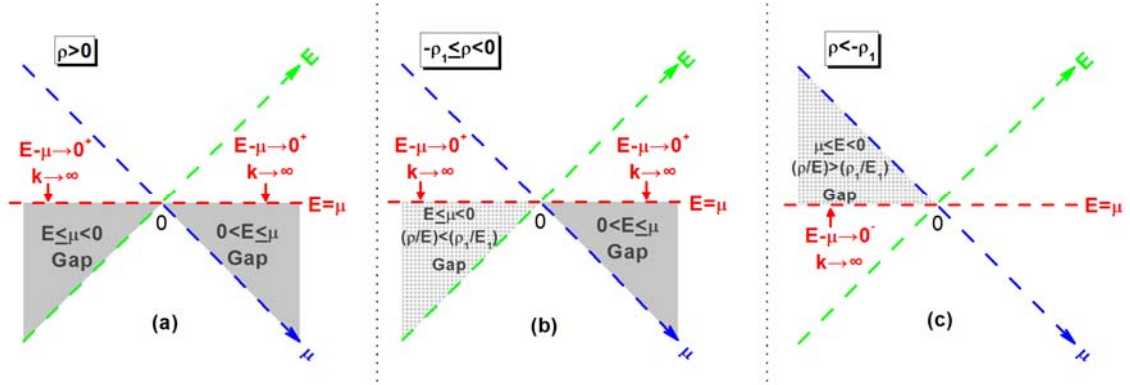 ρ>0
E
E-μ→0⁺
k→∞
E-μ→0⁺
k→∞
E=μ
0
E≤μ<0
Gap
0<E≤μ
Gap
(a)
μ
-ρ₁≤ρ<0
E
E-μ→0⁺
k→∞
E-μ→0⁺
k→∞
E=μ
0
E≤μ<0
(ρ/E)<(ρ₁/E₁)
Gap
0<E≤μ
Gap
(b)
μ
ρ<-ρ₁
E
μ≤E<0
(ρ/E)>(ρ₁/E₁)
Gap
E=μ
0
E-μ→0⁻
k→∞
(c)
μ